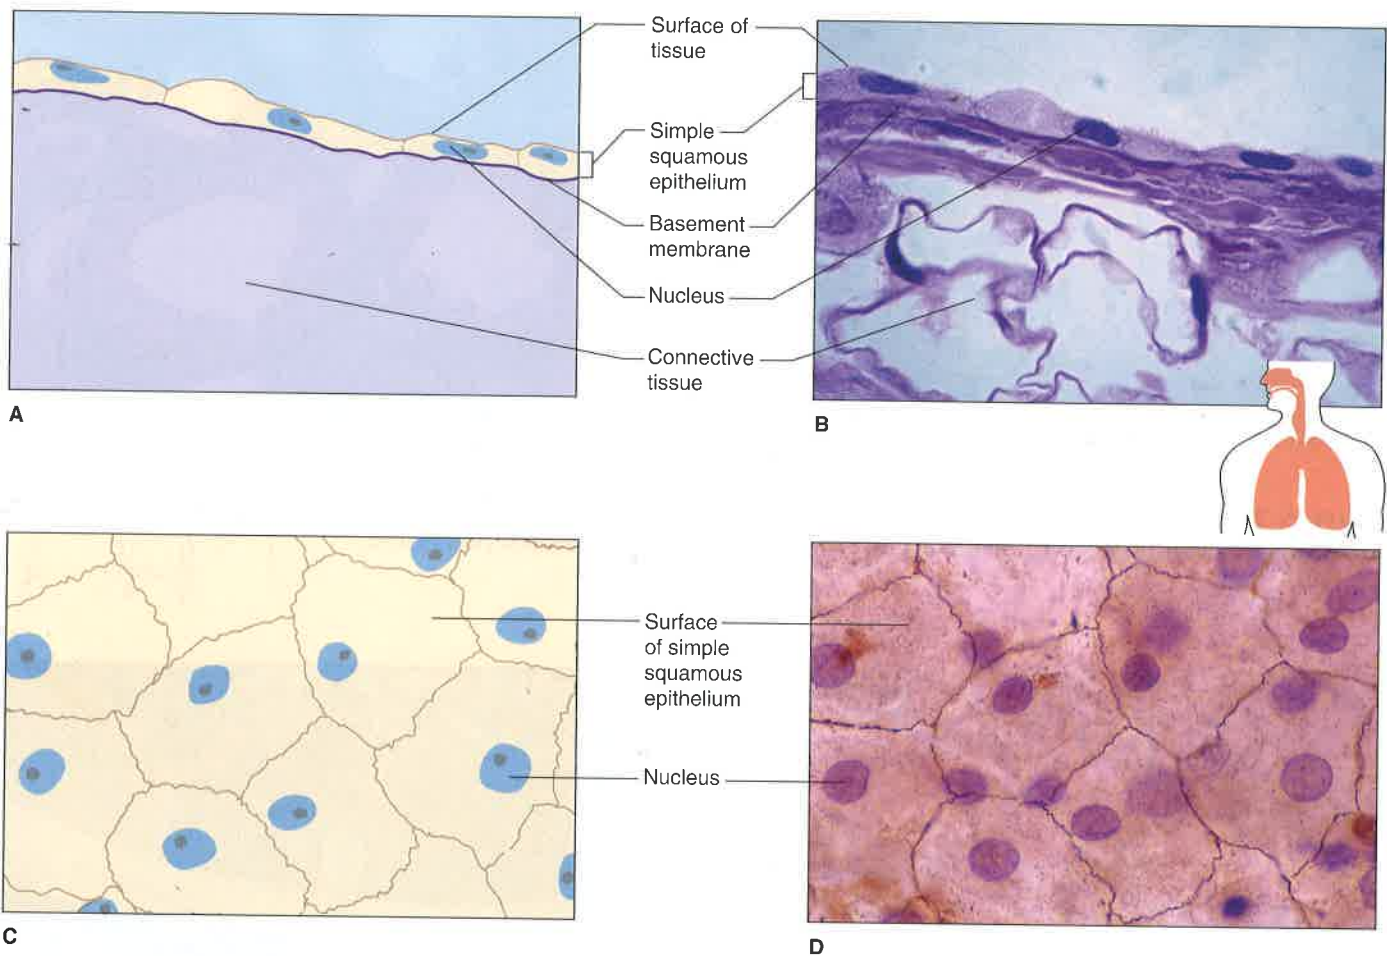 Surface of
tissue
Simple
squamous
epithelium
Basement
membrane
Nucleus
Connective
tissue
A
B
Surface
of simple
squamous
epithelium
Nucleus
C
D